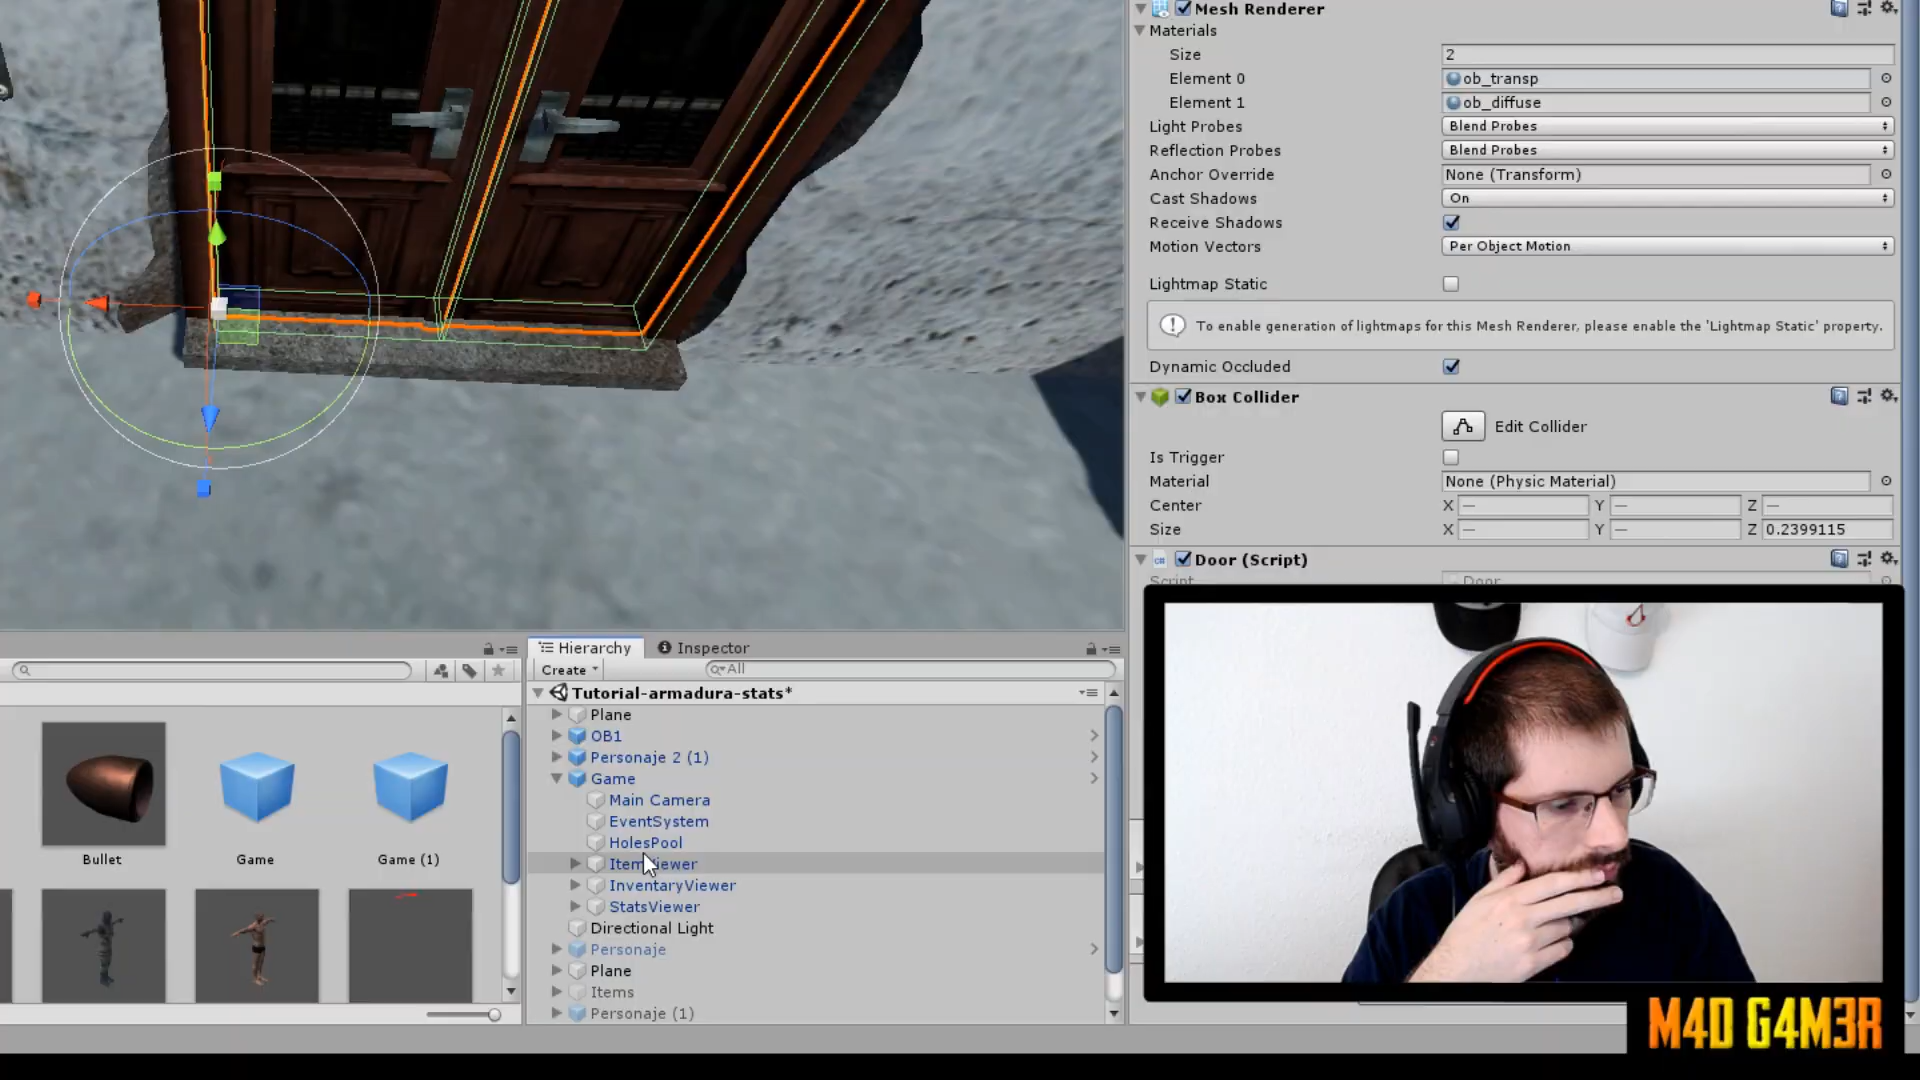 Mesh Renderer
Materials
Size 2
Element 0 ob_transp
Element 1 ob_diffuse
Light Probes Blend Probes
Reflection Probes Blend Probes
Anchor Override None (Transform)
Cast Shadows On
Receive Shadows
Motion Vectors Per Object Motion
Lightmap Static
To enable generation of lightmaps for this Mesh Renderer, please enable the 'Lightmap Static' property.
Dynamic Occluded
Box Collider
Edit Collider
Is Trigger
Material None (Physic Material)
Center X — Y — Z —
Size X — Y — Z 0.2399115
Door (Script)
Script Door
Hierarchy Inspector
Create All
Tutorial-armadura-stats*
Plane
OB1
Personaje 2 (1)
Game
Main Camera
EventSystem
HolesPool
ItemViewer
InventoryViewer
StatsViewer
Directional Light
Personaje
Plane
Items
Personaje (1)
Bullet Game Game (1)
M4D G4M3R